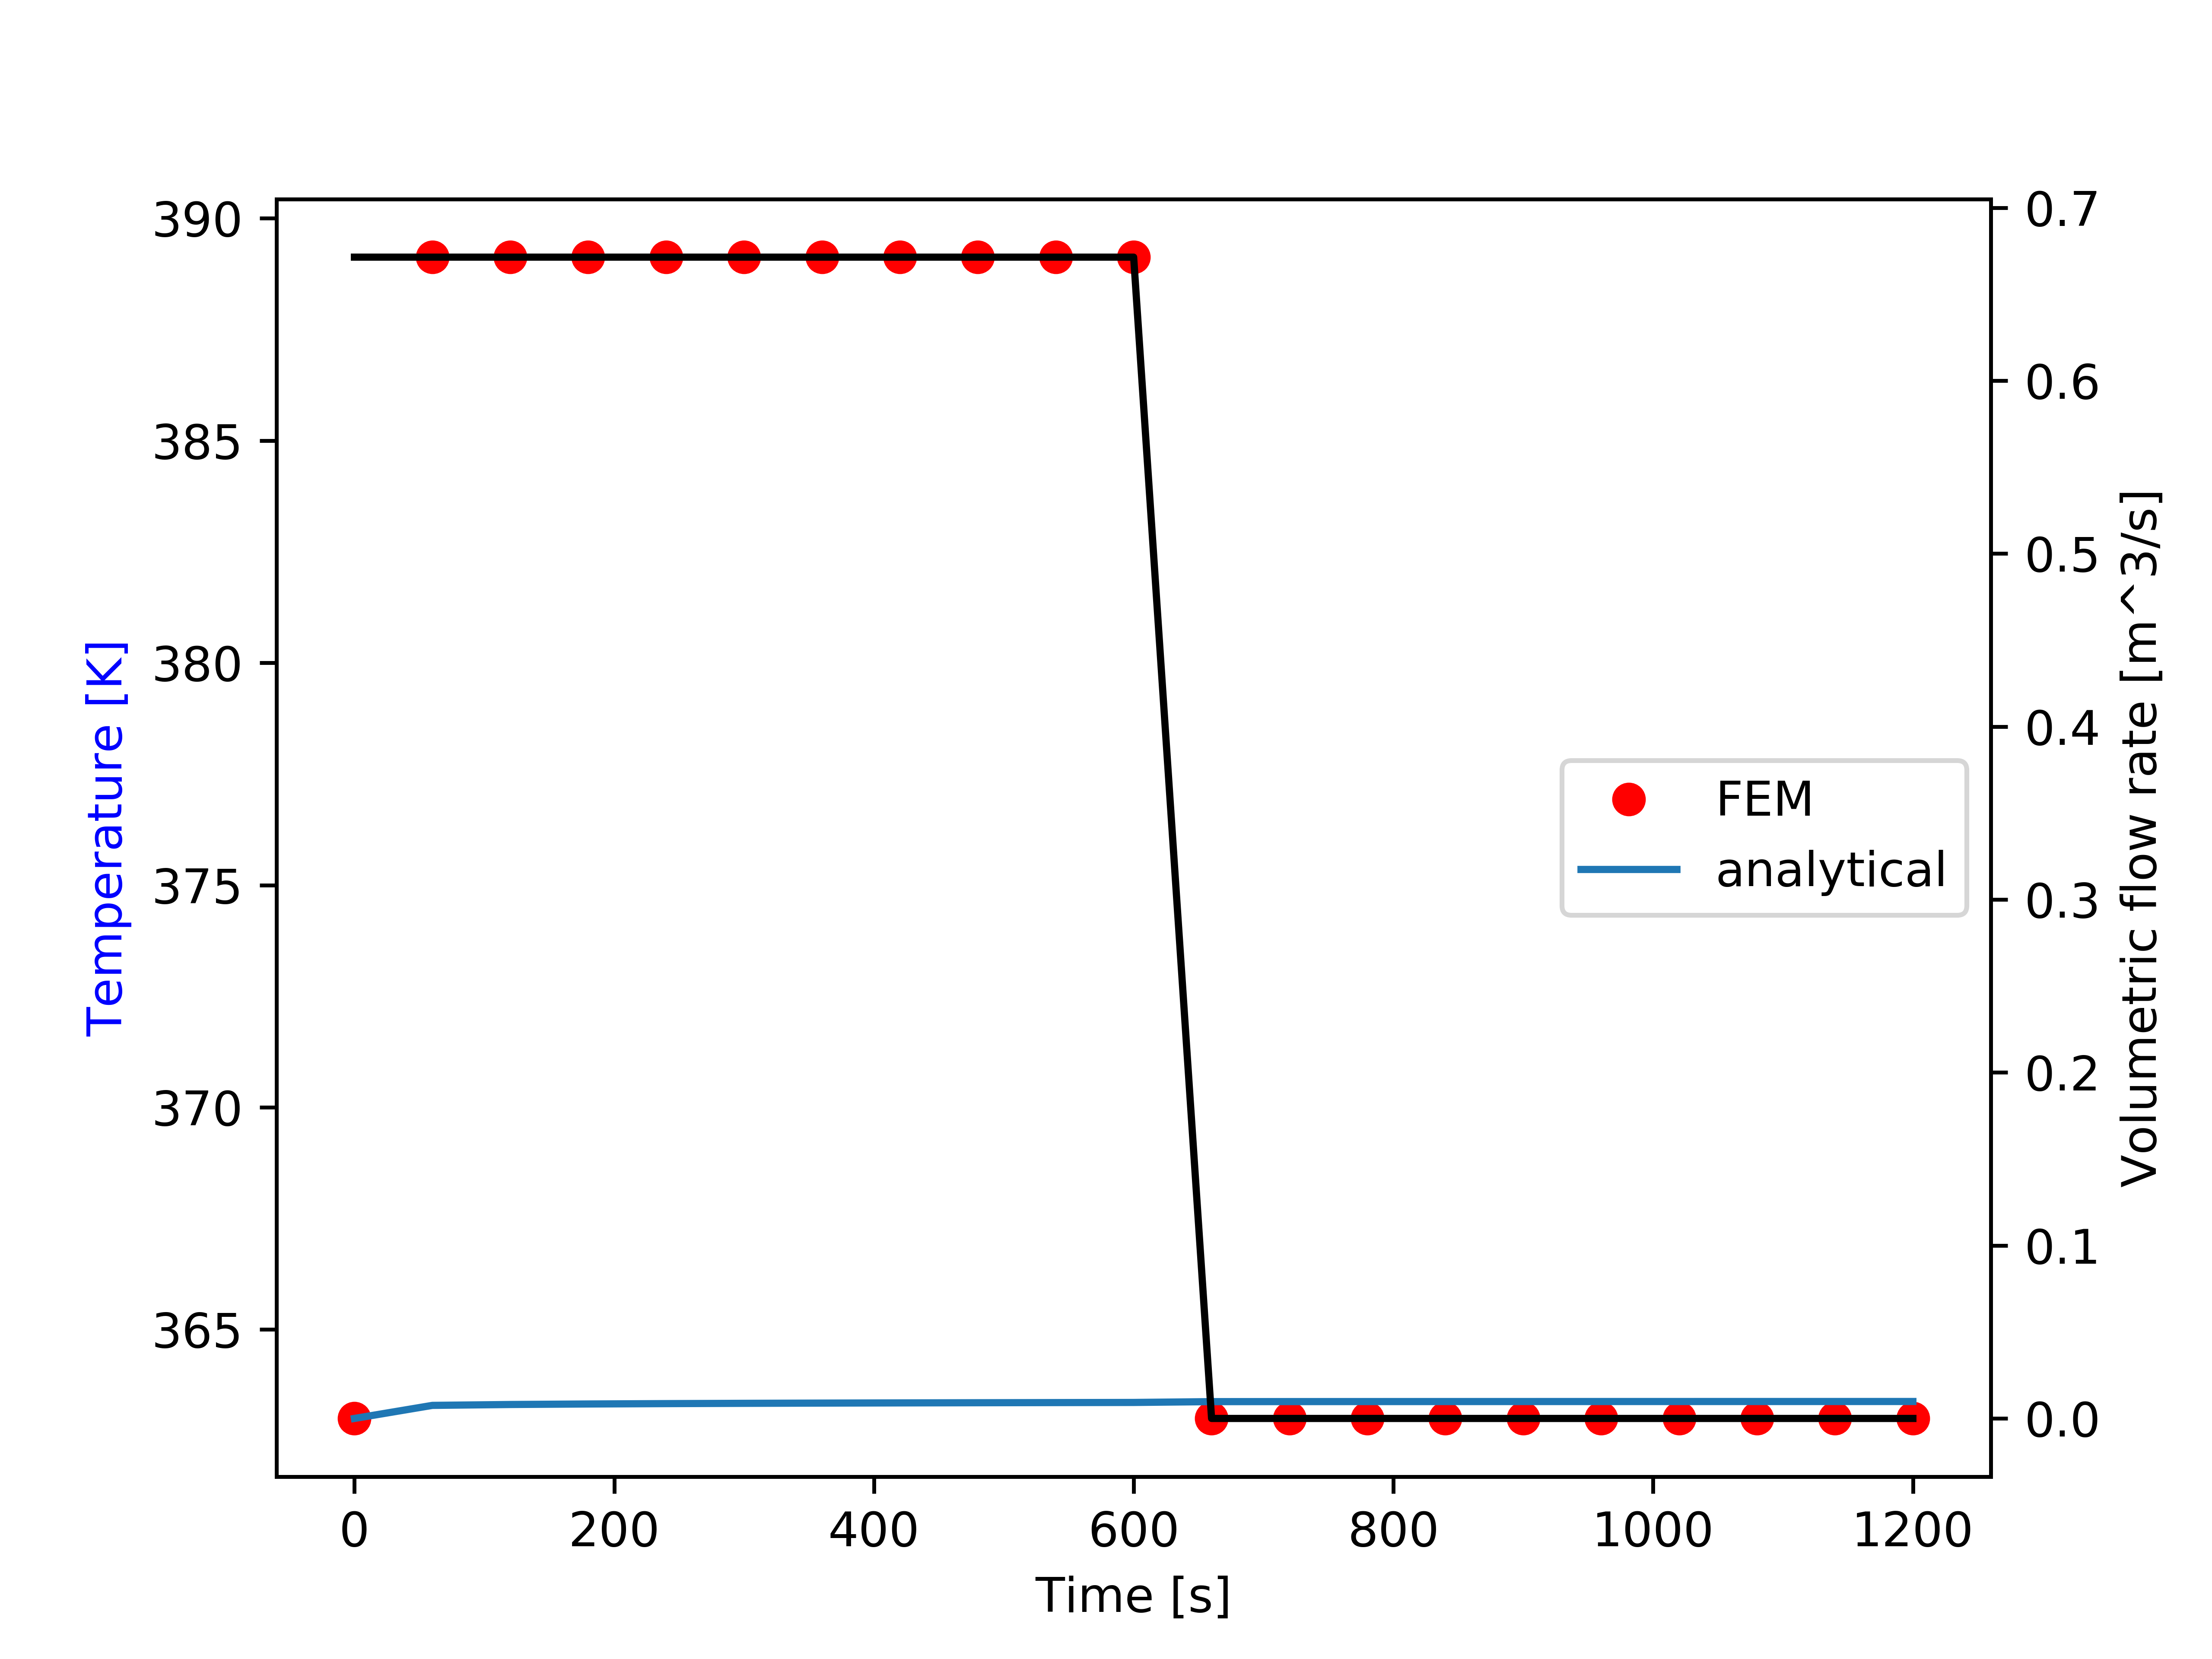 390
385
380
375
370
365
Temperature [K]
0.7
0.6
0.5
0.4
0.3
0.2
0.1
0.0
Volumetric flow rate [m^3/s]
FEM
analytical
0 200 400 600 800 1000 1200
Time [s]